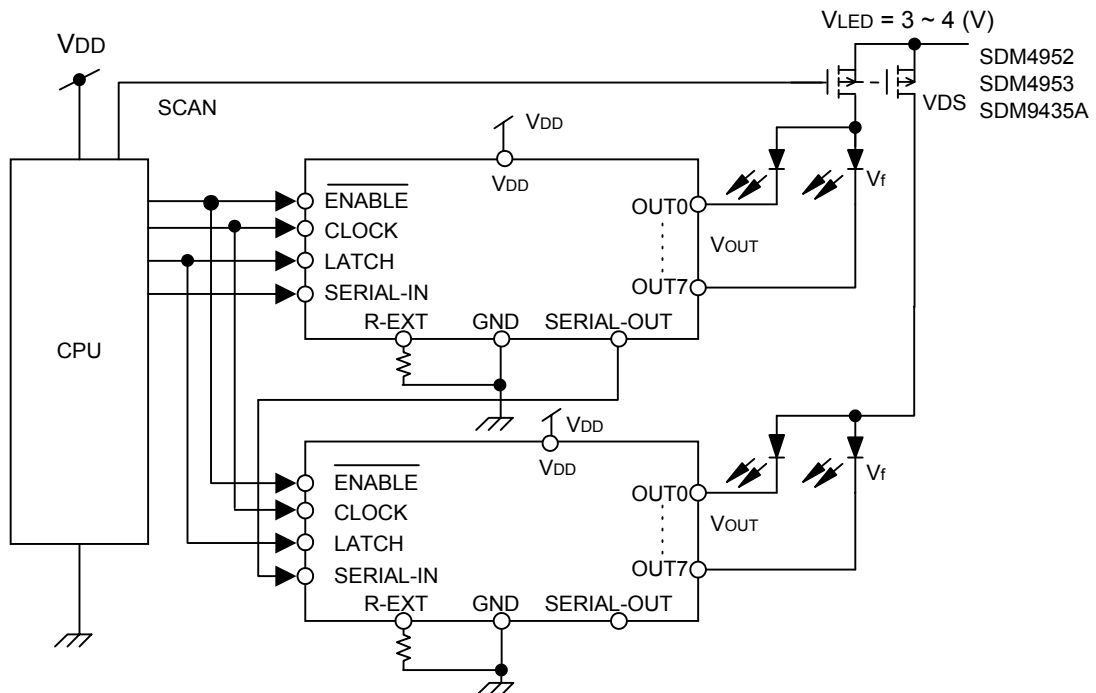 VLED = 3 ~ 4 (V)
VDD
SDM4952
SDM4953
SDM9435A
VDS
SCAN
VDD
VDD
ENABLE
CLOCK
LATCH
SERIAL-IN
OUT0
OUT7
VOUT
Vf
R-EXT
GND
SERIAL-OUT
CPU
VDD
VDD
ENABLE
CLOCK
LATCH
SERIAL-IN
OUT0
OUT7
VOUT
Vf
R-EXT
GND
SERIAL-OUT